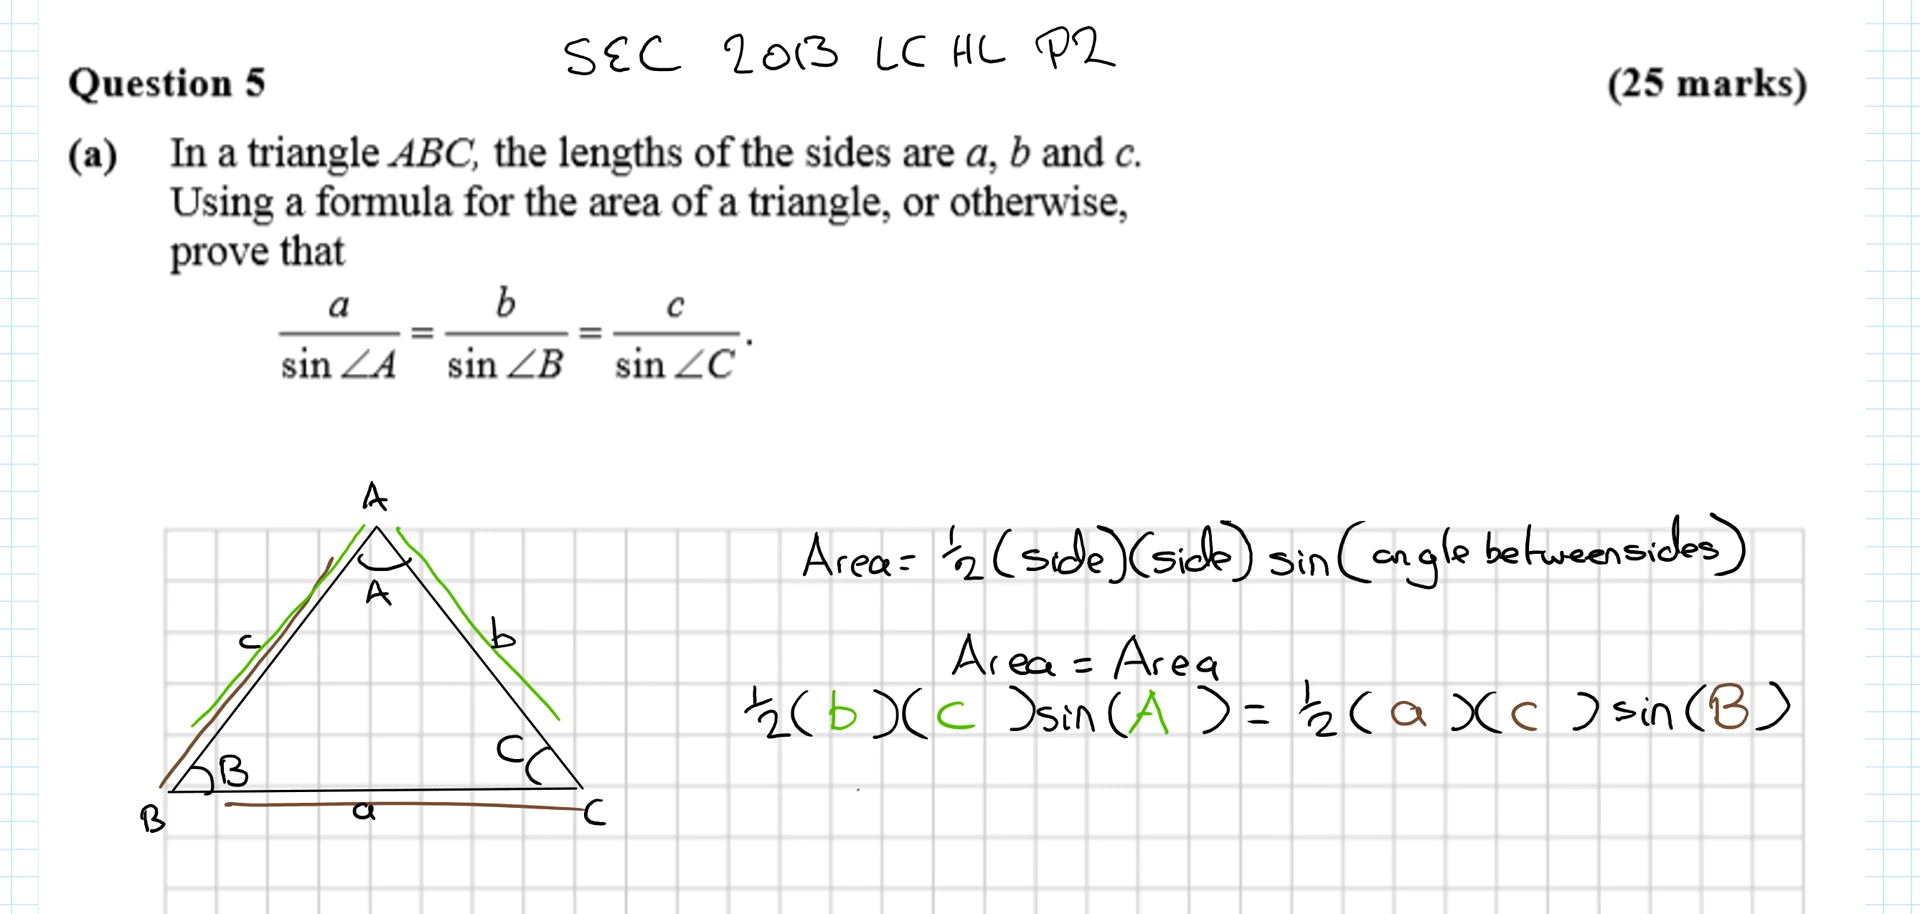 SEC 2013 LC HL P2
Question 5 (25 marks)
(a) In a triangle ABC, the lengths of the sides are a, b and c.
Using a formula for the area of a triangle, or otherwise,
prove that
a/sin ∠A = b/sin ∠B = c/sin ∠C.
A
Area = ½ (side)(side) sin (angle between sides)
A
c
b
Area = Area
½(b)(c)sin(A) = ½(a)(c)sin(B)
B
C
B
a
C